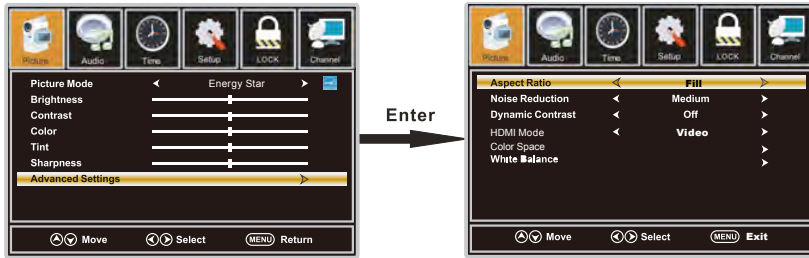 Picture Audio Time Setup LOCK Channel
Picture Mode Energy Star
Brightness
Contrast
Color
Tint
Sharpness
Advanced Settings
Move Select MENU Return
Enter
Picture Audio Time Setup LOCK Channel
Aspect Ratio Fill
Noise Reduction Medium
Dynamic Contrast Off
HDMI Mode Video
Color Space
White Balance
Move Select MENU Exit